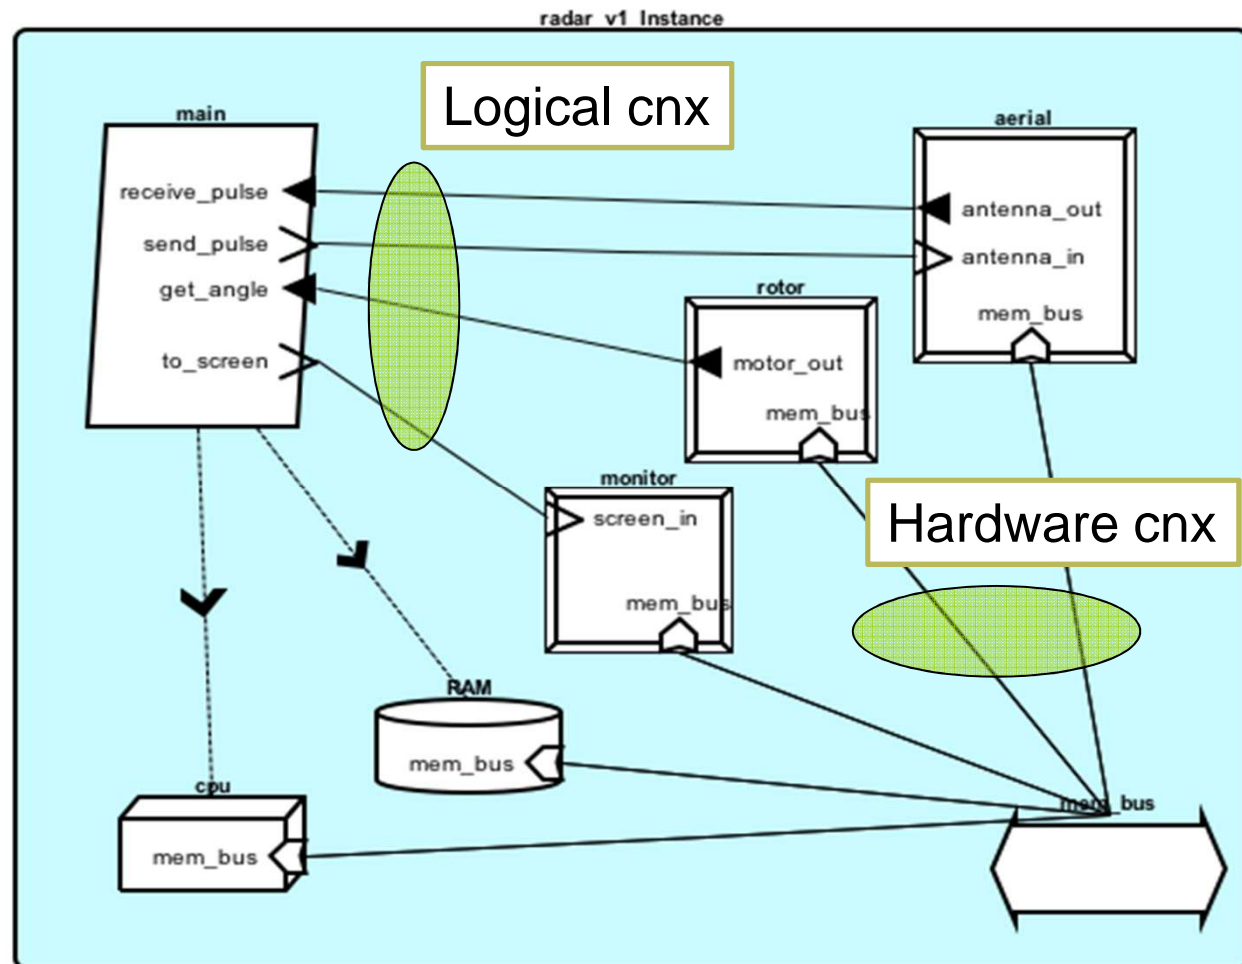 radar_v1_Instance
Logical cnx
main
aerial
receive_pulse
antenna_out
send_pulse
antenna_in
get_angle
rotor
mem_bus
to_screen
motor_out
mem_bus
monitor
screen_in
Hardware cnx
mem_bus
RAM
mem_bus
cpu
mem_bus
mem_bus